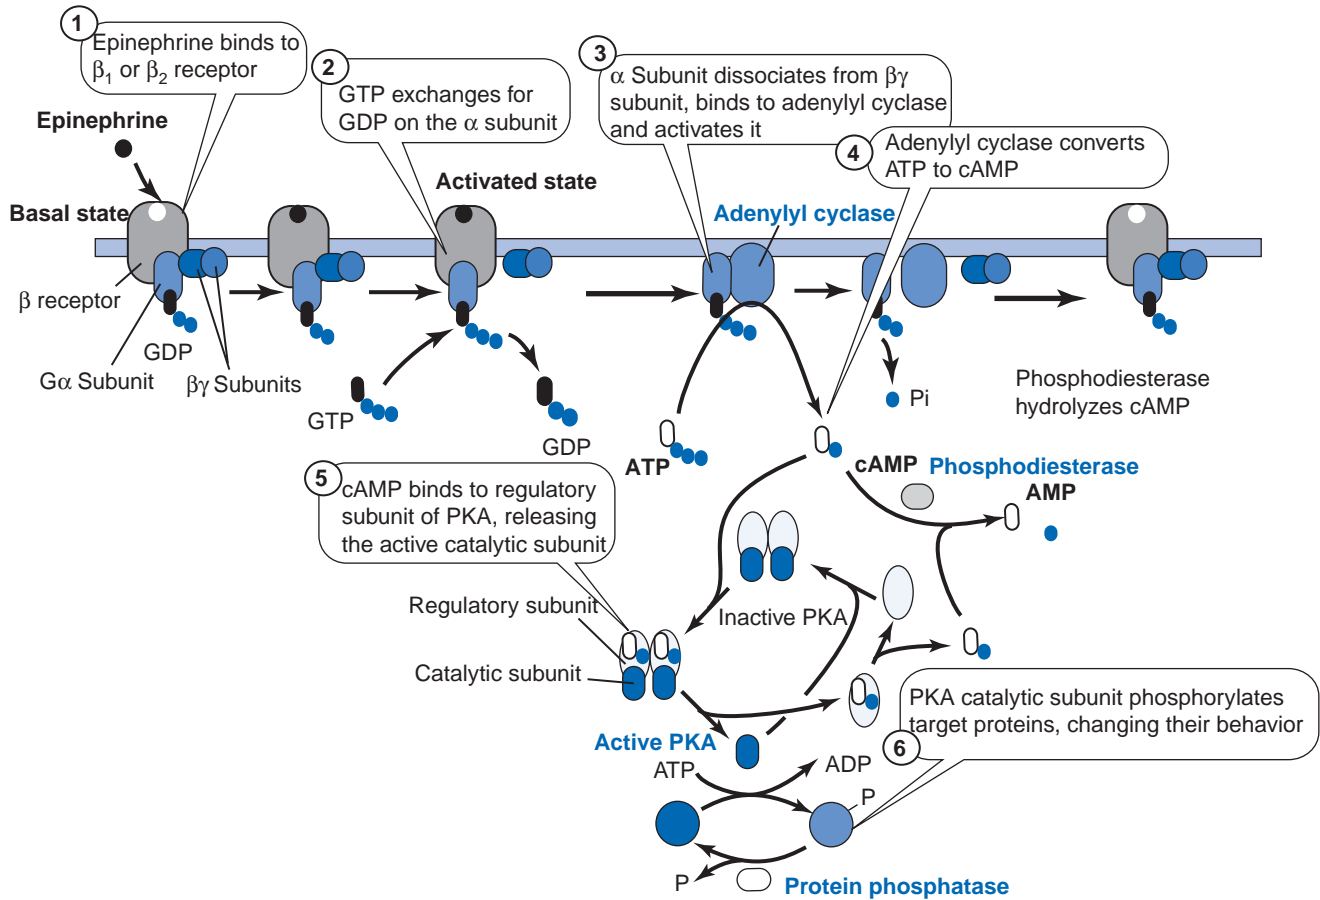 1
Epinephrine binds to
β1 or β2 receptor
2
GTP exchanges for
GDP on the α subunit
3
α Subunit dissociates from βγ
subunit, binds to adenylyl cyclase
and activates it
4
Adenylyl cyclase converts
ATP to cAMP
Epinephrine
Basal state
Activated state
Adenylyl cyclase
β receptor
GDP
Gα Subunit
βγ Subunits
GTP
GDP
ATP
Pi
Phosphodiesterase
hydrolyzes cAMP
cAMP
Phosphodiesterase
AMP
5
cAMP binds to regulatory
subunit of PKA, releasing
the active catalytic subunit
Regulatory subunit
Inactive PKA
Catalytic subunit
Active PKA
6
PKA catalytic subunit phosphorylates
target proteins, changing their behavior
ATP
ADP
P
P
Protein phosphatase